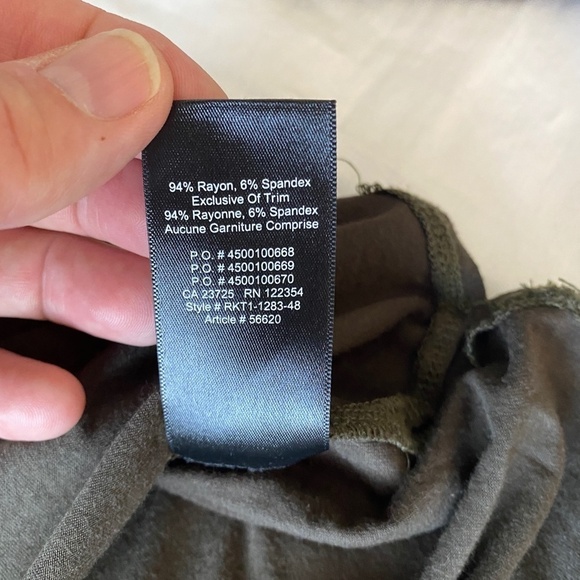 94% Rayon, 6% Spandex
Exclusive Of Trim
94% Rayonne, 6% Spandex
Aucune Garniture Comprise
P.O. # 4500100668
P.O. # 4500100669
P.O. # 4500100670
CA 23725 RN 122354
Style # RKT1-1283-48
Article # 56620